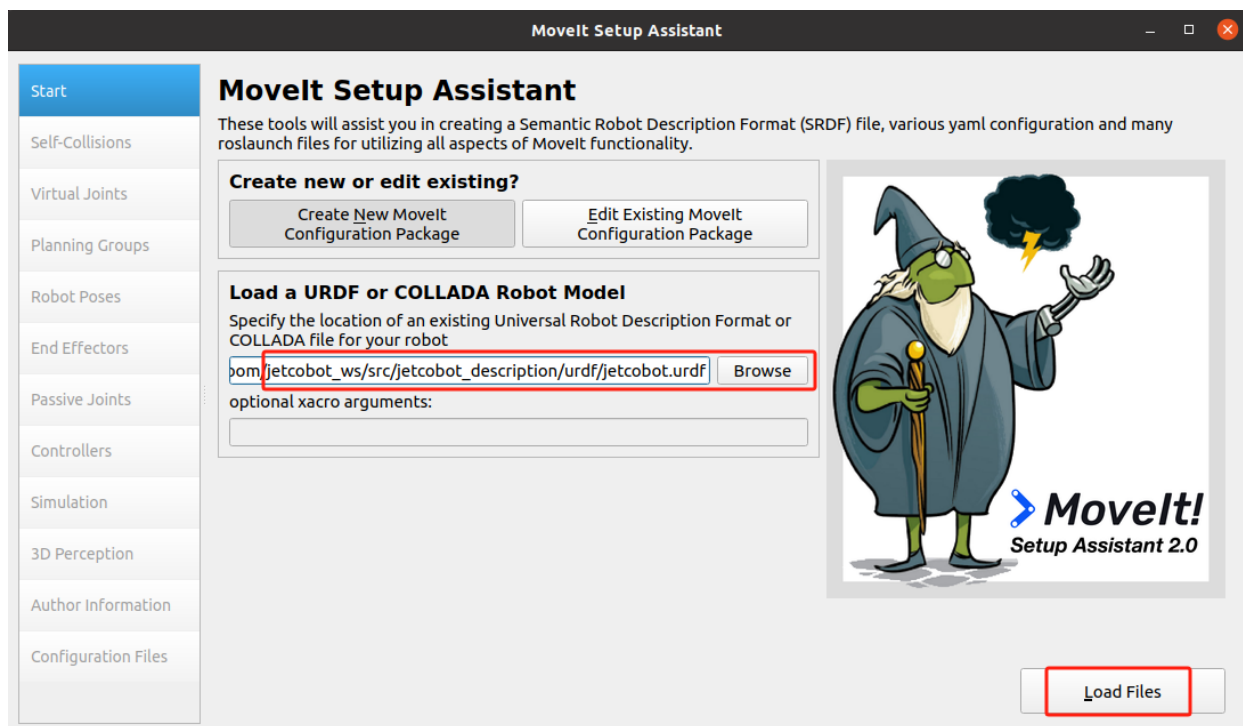 MoveIt Setup Assistant
Start
Self-Collisions
Virtual Joints
Planning Groups
Robot Poses
End Effectors
Passive Joints
Controllers
Simulation
3D Perception
Author Information
Configuration Files
MoveIt Setup Assistant
These tools will assist you in creating a Semantic Robot Description Format (SRDF) file, various yaml configuration and many
roslaunch files for utilizing all aspects of MoveIt functionality.
Create new or edit existing?
Create New MoveIt
Configuration Package
Edit Existing MoveIt
Configuration Package
Load a URDF or COLLADA Robot Model
Specify the location of an existing Universal Robot Description Format or
COLLADA file for your robot
/jetcobot_ws/src/jetcobot_description/urdf/jetcobot.urdf
Browse
optional xacro arguments:
MoveIt!
Setup Assistant 2.0
Load Files